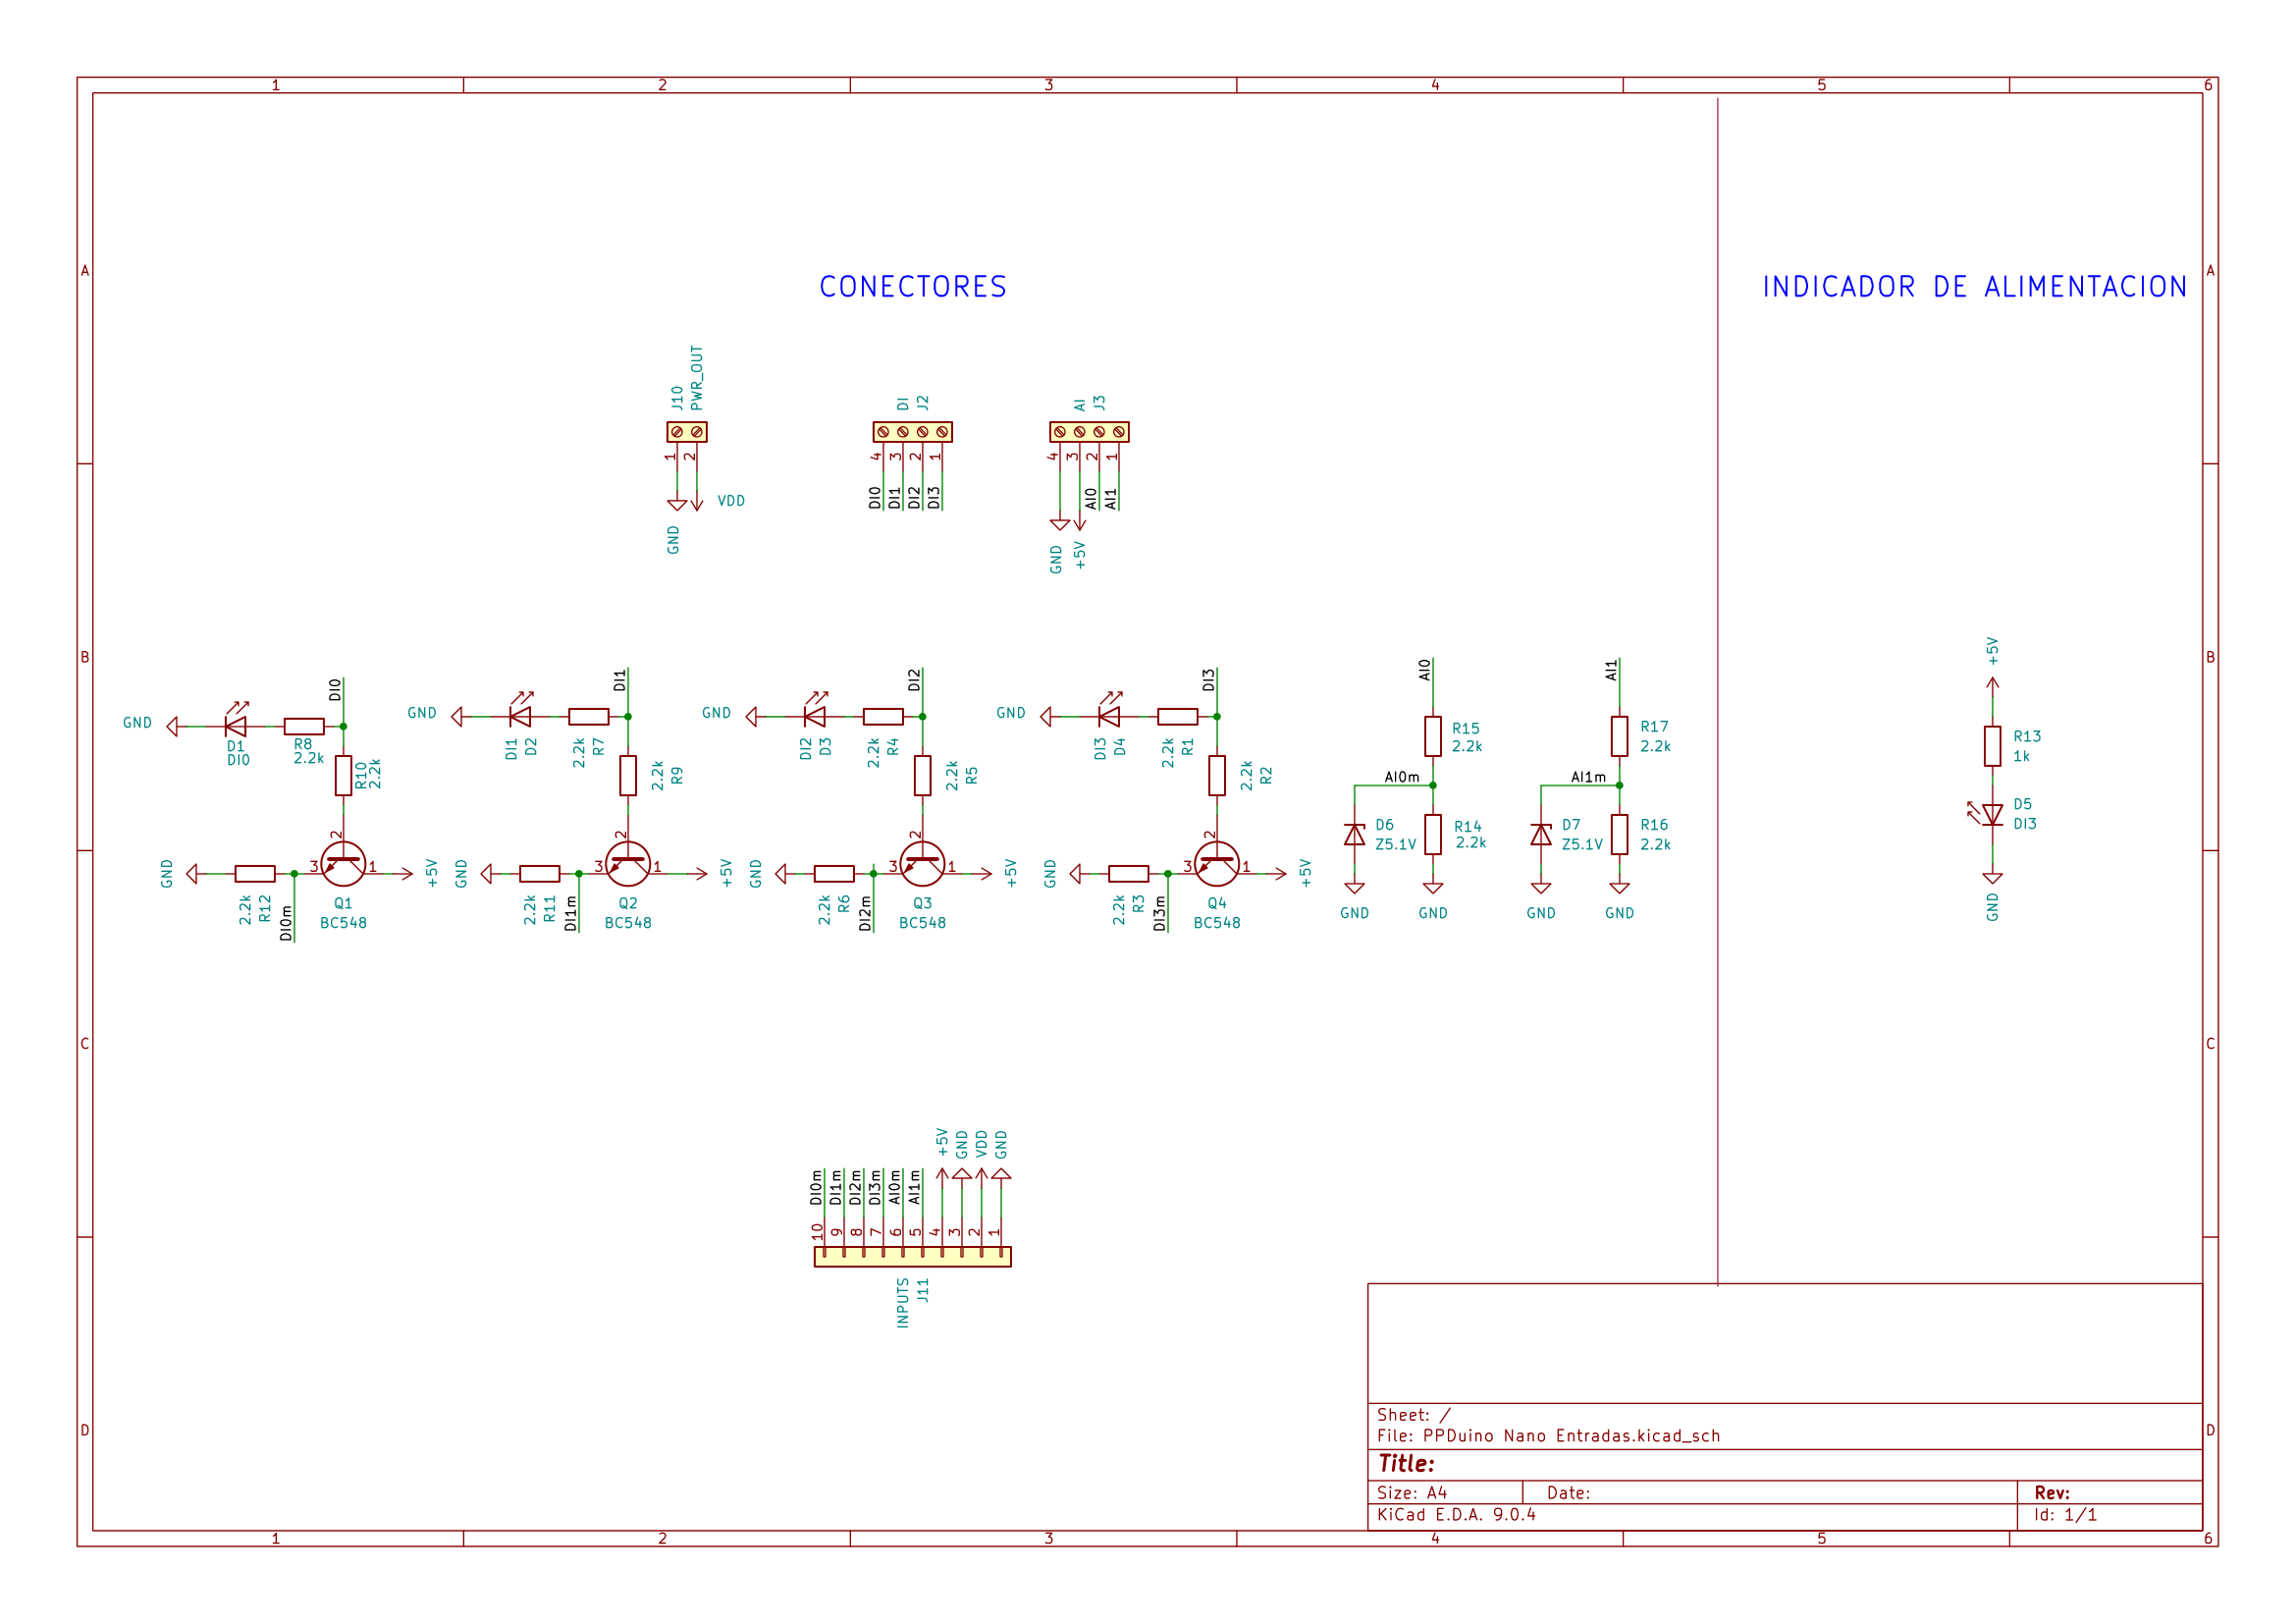 1 2 3 4 5 6
A A
CONECTORES
INDICADOR DE ALIMENTACION
J10
PWR_OUT
1 2
GND
VDD
DI
J2
4 3 2 1
DI0 DI1 DI2 DI3
AI
J3
4 3 2 1
AI0 AI1
GND
+5V
B B
GND
D1
DI0
R8
2.2k
DI0
R10
2.2k
GND
2.2k
R12
DI0m
3 2 1
+5V
Q1
BC548
GND
DI1
D2
2.2k
R7
DI1
2.2k
R9
GND
2.2k
R11
DI1m
3 2 1
+5V
Q2
BC548
GND
DI2
D3
2.2k
R4
DI2
2.2k
R5
GND
2.2k
R6
DI2m
3 2 1
+5V
Q3
BC548
GND
DI3
D4
2.2k
R1
DI3
2.2k
R2
GND
2.2k
R3
DI3m
3 2 1
+5V
Q4
BC548
AI0
R15
2.2k
AI0m
D6
Z5.1V
R14
2.2k
GND
GND
AI1
R17
2.2k
AI1m
D7
Z5.1V
R16
2.2k
GND
GND
+5V
R13
1k
D5
DI3
GND
C C
DI0m DI1m DI2m DI3m AI0m AI1m +5V GND VDD GND
10 9 8 7 6 5 4 3 2 1
INPUTS
J11
D D
Sheet: /
File: PPDuino Nano Entradas.kicad_sch
Title:
Size: A4 Date: Rev:
KiCad E.D.A. 9.0.4 Id: 1/1
1 2 3 4 5 6